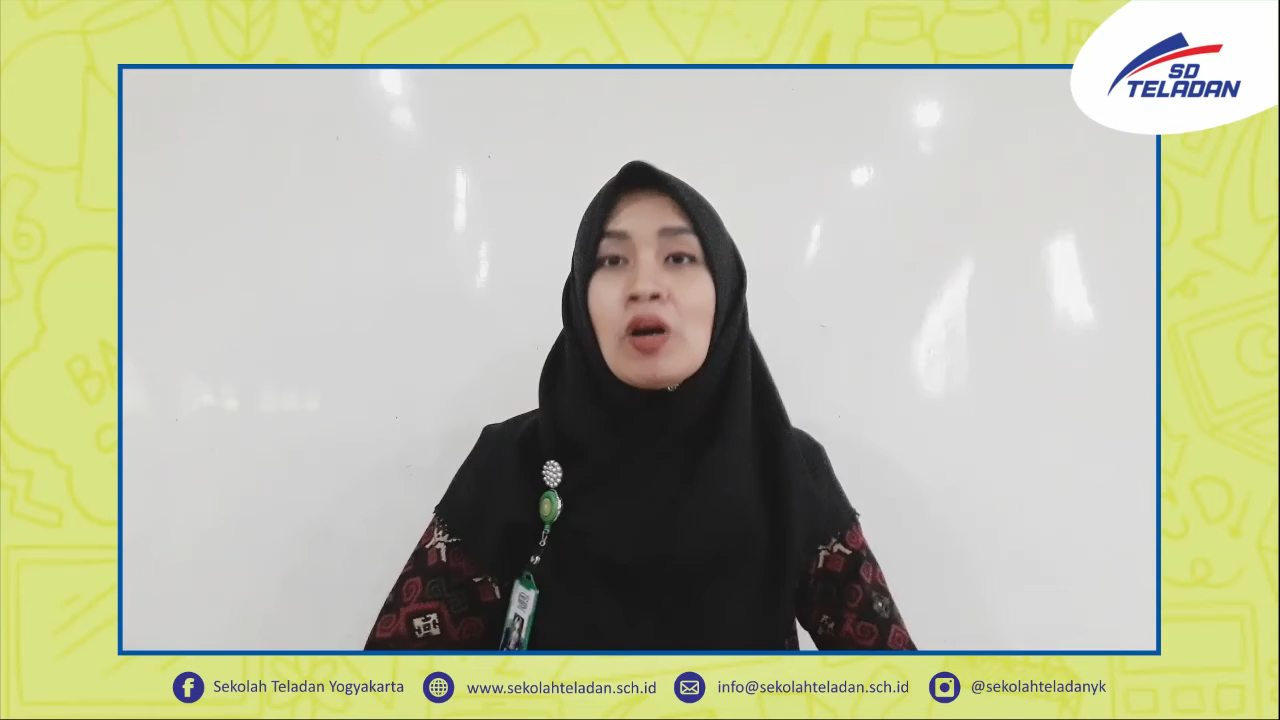 SD
TELADAN
Sekolah Teladan Yogyakarta
www.sekolahteladan.sch.id
info@sekolahteladan.sch.id
@sekolahteladanyk